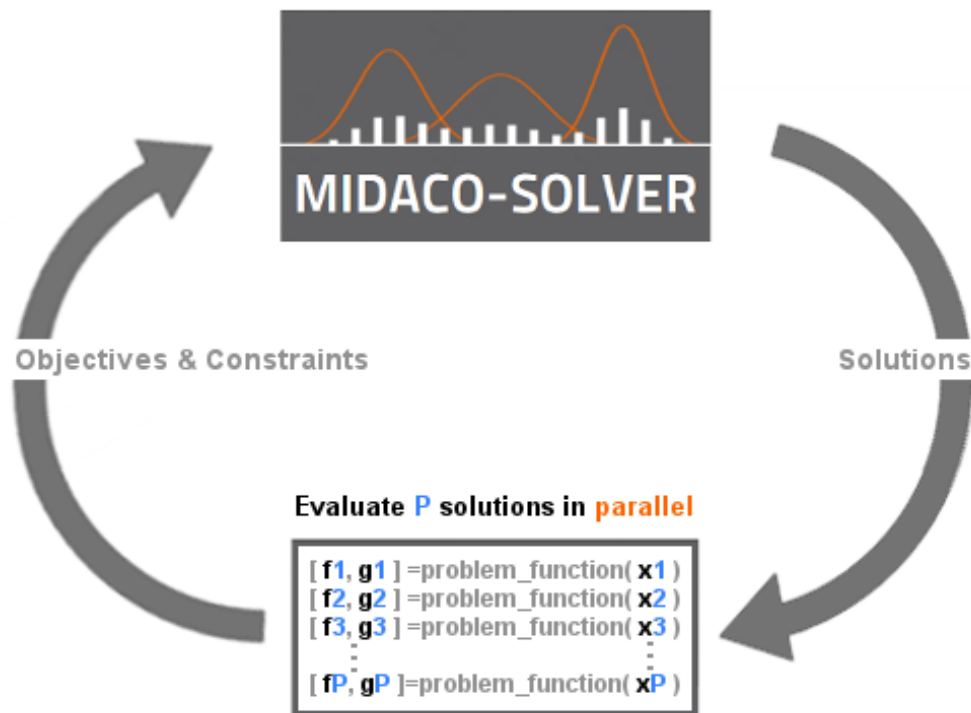 MIDACO-SOLVER
Objectives & Constraints
Solutions
Evaluate P solutions in parallel
[ f1, g1 ] =problem_function( x1 )
[ f2, g2 ] =problem_function( x2 )
[ f3, g3 ] =problem_function( x3 )
[ fP, gP ]=problem_function( xP )